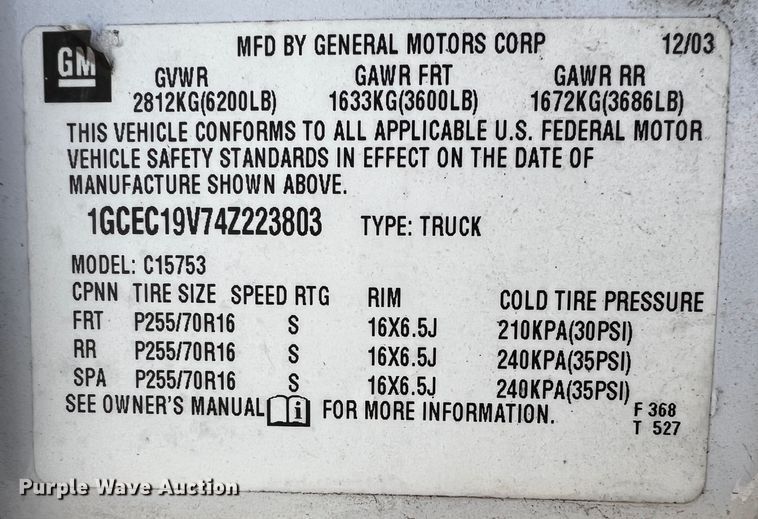 GM
MFD BY GENERAL MOTORS CORP 12/03
GVWR GAWR FRT GAWR RR
2812KG(6200LB) 1633KG(3600LB) 1672KG(3686LB)
THIS VEHICLE CONFORMS TO ALL APPLICABLE U.S. FEDERAL MOTOR
VEHICLE SAFETY STANDARDS IN EFFECT ON THE DATE OF
MANUFACTURE SHOWN ABOVE.
1GCEC19V74Z223803 TYPE: TRUCK
MODEL: C15753
CPNN TIRE SIZE SPEED RTG RIM COLD TIRE PRESSURE
FRT P255/70R16 S 16X6.5J 210KPA(30PSI)
RR P255/70R16 S 16X6.5J 240KPA(35PSI)
SPA P255/70R16 S 16X6.5J 240KPA(35PSI)
SEE OWNER'S MANUAL i FOR MORE INFORMATION.
F 368
T 527
Purple Wave Auction